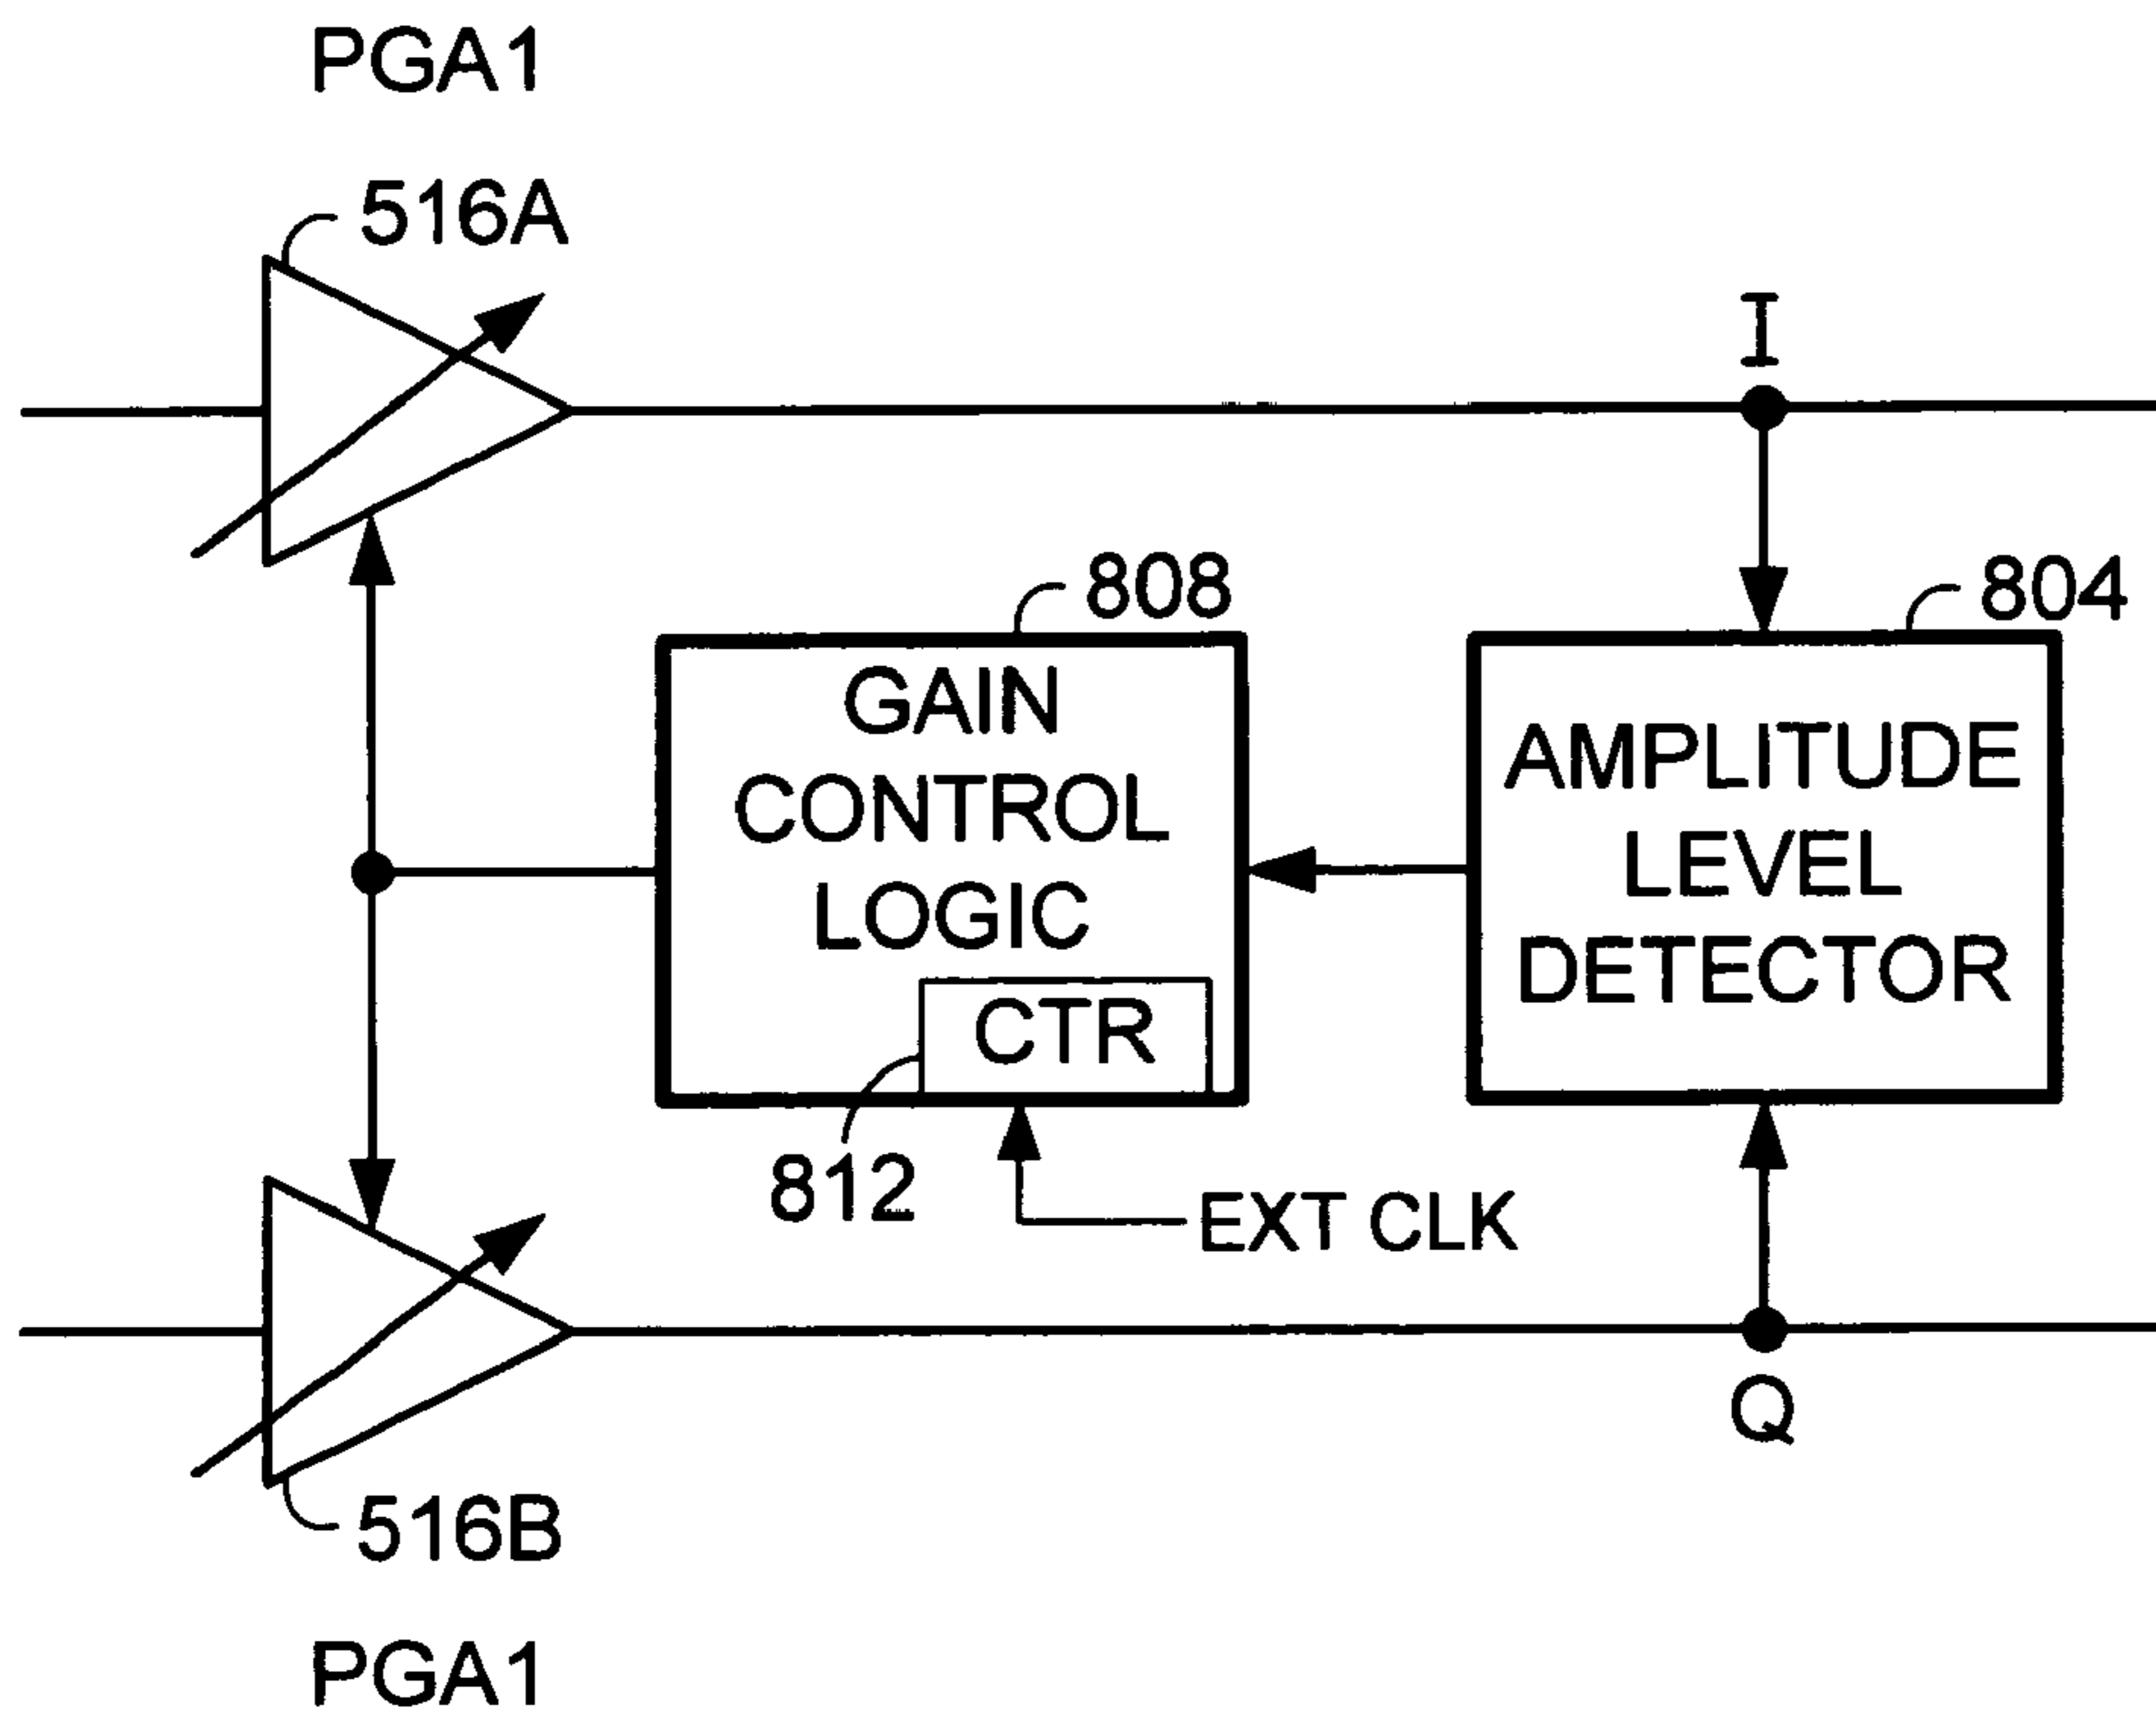 PGA1
516A
I
808
804
GAIN
CONTROL
LOGIC
CTR
AMPLITUDE
LEVEL
DETECTOR
812
EXT CLK
Q
516B
PGA1